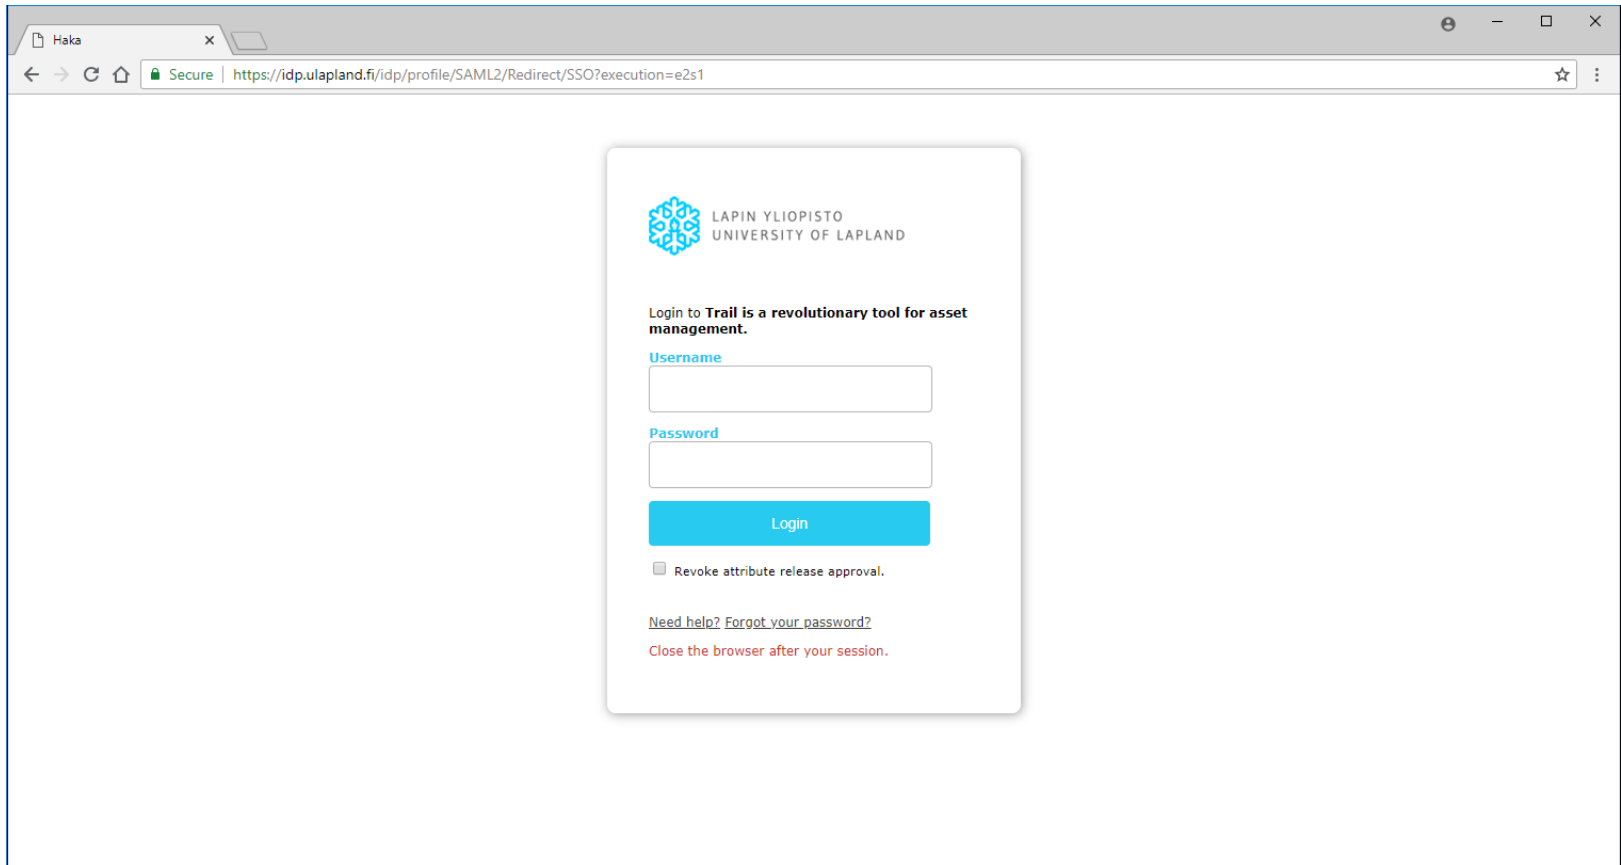 Haka
Secure https://idp.ulapland.fi/idp/profile/SAML2/Redirect/SSO?execution=e2s1
LAPIN YLIOPISTO
UNIVERSITY OF LAPLAND
Login to Trail is a revolutionary tool for asset
management.
Username
Password
Login
Revoke attribute release approval.
Need help? Forgot your password?
Close the browser after your session.